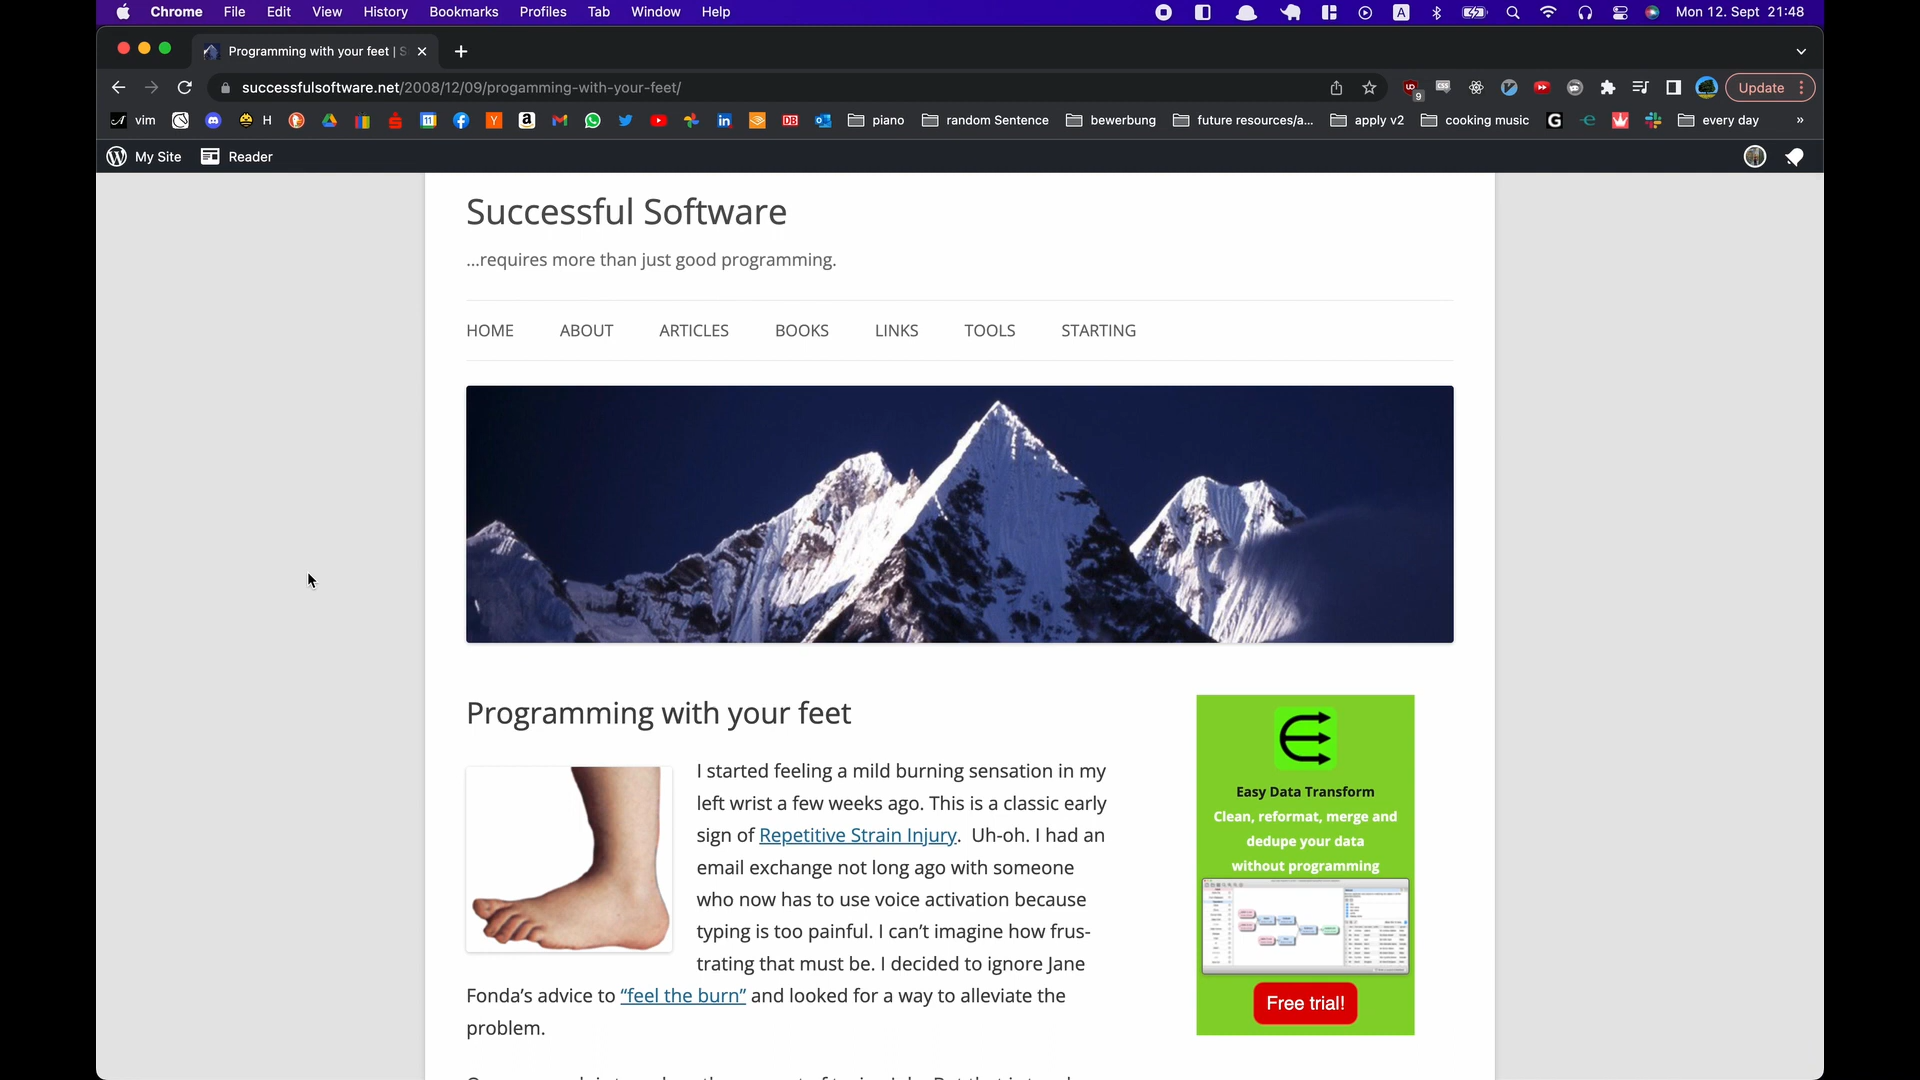 Chrome File Edit View History Bookmarks Profiles Tab Window Help
A
Mon 12. Sept 21:48
Programming with your feet | S
successfulsoftware.net/2008/12/09/progamming-with-your-feet/
9
Update
vim
H
piano
random Sentence
bewerbung
future resources/a...
apply v2
cooking music
every day
»
My Site
Reader
Successful Software
...requires more than just good programming.
HOME ABOUT ARTICLES BOOKS LINKS TOOLS STARTING
Programming with your feet
I started feeling a mild burning sensation in my
left wrist a few weeks ago. This is a classic early
sign of Repetitive Strain Injury. Uh-oh. I had an
email exchange not long ago with someone
who now has to use voice activation because
typing is too painful. I can’t imagine how frus-
trating that must be. I decided to ignore Jane
Fonda’s advice to “feel the burn” and looked for a way to alleviate the
problem.
Easy Data Transform
Clean, reformat, merge and
dedupe your data
without programming
Free trial!